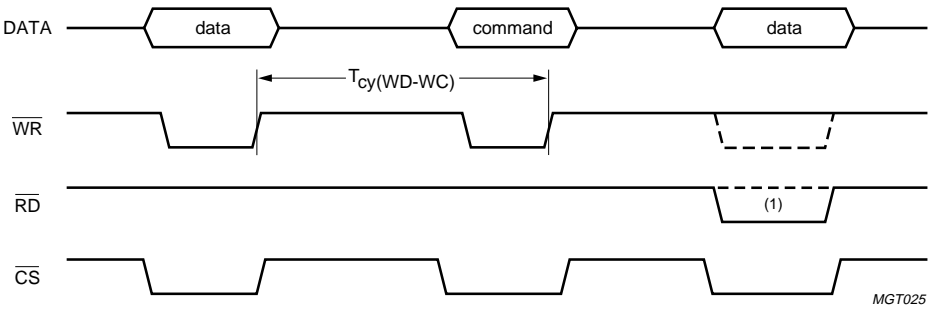 DATA data command data
Tcy(WD-WC)
WR
RD (1)
CS
MGT025